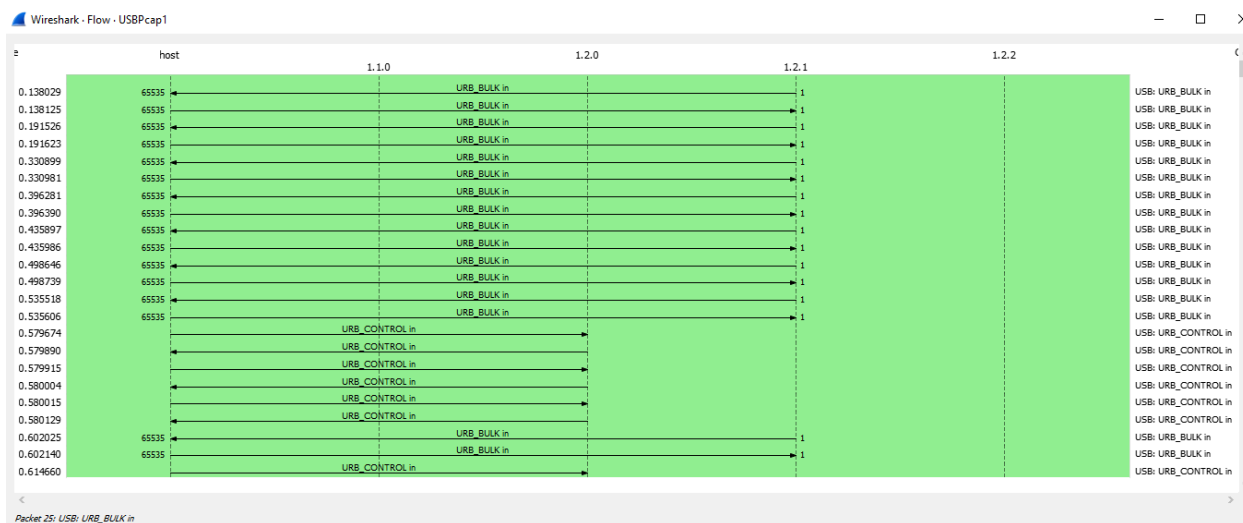 Wireshark · Flow · USBPcap1
host 1.2.0 1.2.2
1.1.0 1.2.1
0.138029 65535 URB_BULK in 1 USB: URB_BULK in
0.138125 65535 URB_BULK in 1 USB: URB_BULK in
0.191526 65535 URB_BULK in 1 USB: URB_BULK in
0.191623 65535 URB_BULK in 1 USB: URB_BULK in
0.330899 65535 URB_BULK in 1 USB: URB_BULK in
0.330981 65535 URB_BULK in 1 USB: URB_BULK in
0.396281 65535 URB_BULK in 1 USB: URB_BULK in
0.396390 65535 URB_BULK in 1 USB: URB_BULK in
0.435897 65535 URB_BULK in 1 USB: URB_BULK in
0.435986 65535 URB_BULK in 1 USB: URB_BULK in
0.498646 65535 URB_BULK in 1 USB: URB_BULK in
0.498739 65535 URB_BULK in 1 USB: URB_BULK in
0.535518 65535 URB_BULK in 1 USB: URB_BULK in
0.535606 65535 URB_BULK in 1 USB: URB_BULK in
0.579674 URB_CONTROL in USB: URB_CONTROL in
0.579890 URB_CONTROL in USB: URB_CONTROL in
0.579915 URB_CONTROL in USB: URB_CONTROL in
0.580004 URB_CONTROL in USB: URB_CONTROL in
0.580015 URB_CONTROL in USB: URB_CONTROL in
0.580129 URB_CONTROL in USB: URB_CONTROL in
0.602025 65535 URB_BULK in 1 USB: URB_BULK in
0.602140 65535 URB_BULK in 1 USB: URB_BULK in
0.614660 URB_CONTROL in USB: URB_CONTROL in
Packet 25: USB: URB_BULK in